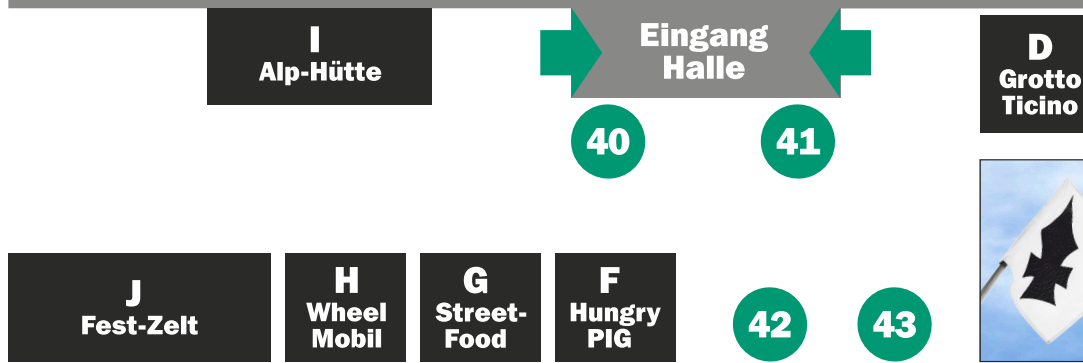 I
Alp-Hütte
Eingang
Halle
D
Grotto
Ticino
40
41
J
Fest-Zelt
H
Wheel
Mobil
G
Street-
Food
F
Hungry
PIG
42
43